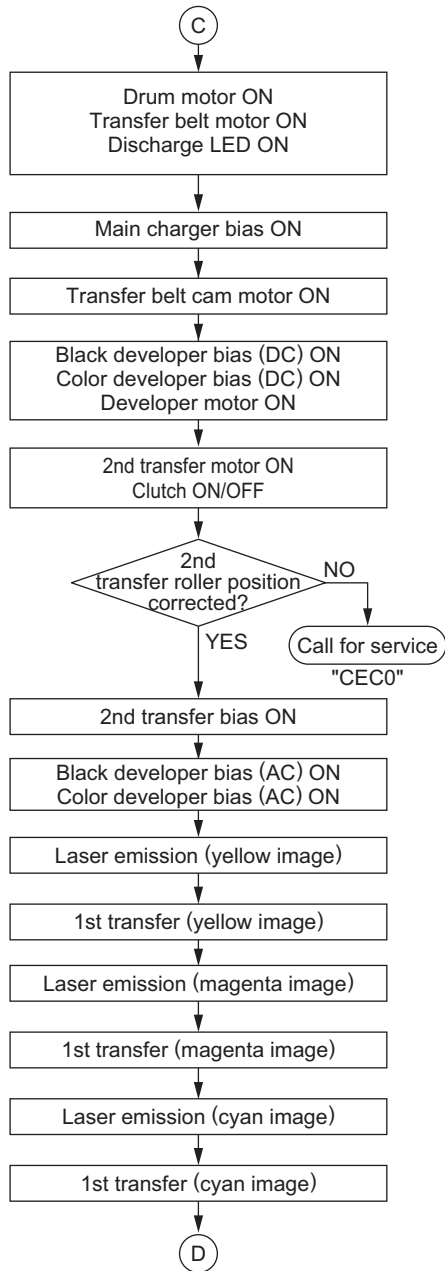 C
Drum motor ON
Transfer belt motor ON
Discharge LED ON
Main charger bias ON
Transfer belt cam motor ON
Black developer bias (DC) ON
Color developer bias (DC) ON
Developer motor ON
2nd transfer motor ON
Clutch ON/OFF
2nd
transfer roller position
corrected?
NO
YES
Call for service
"CEC0"
2nd transfer bias ON
Black developer bias (AC) ON
Color developer bias (AC) ON
Laser emission (yellow image)
1st transfer (yellow image)
Laser emission (magenta image)
1st transfer (magenta image)
Laser emission (cyan image)
1st transfer (cyan image)
D